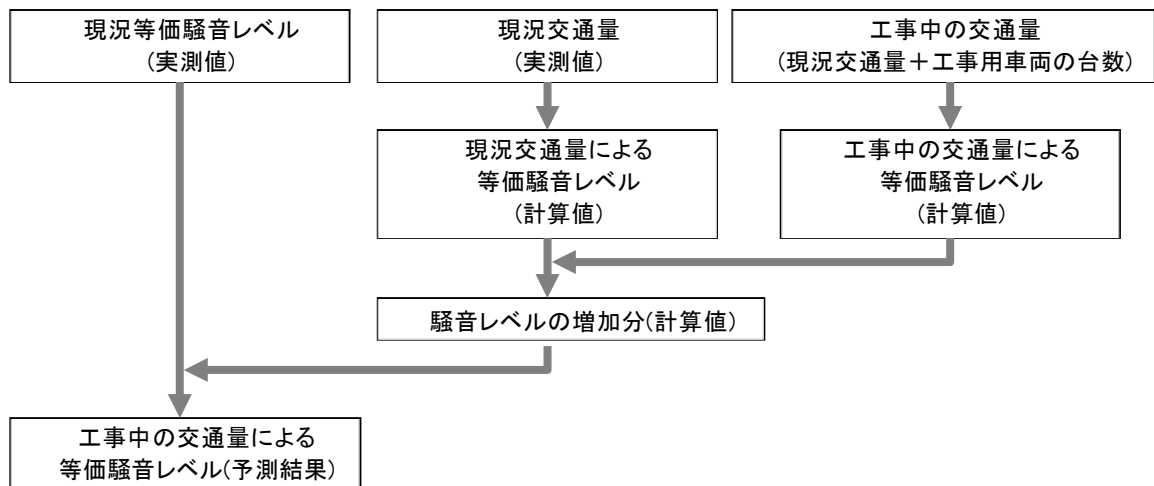 現況等価騒音レベル
(実測値)
現況交通量
(実測値)
工事中の交通量
(現況交通量＋工事用車両の台数)
現況交通量による
等価騒音レベル
(計算値)
工事中の交通量による
等価騒音レベル
(計算値)
騒音レベルの増加分(計算値)
工事中の交通量による
等価騒音レベル(予測結果)